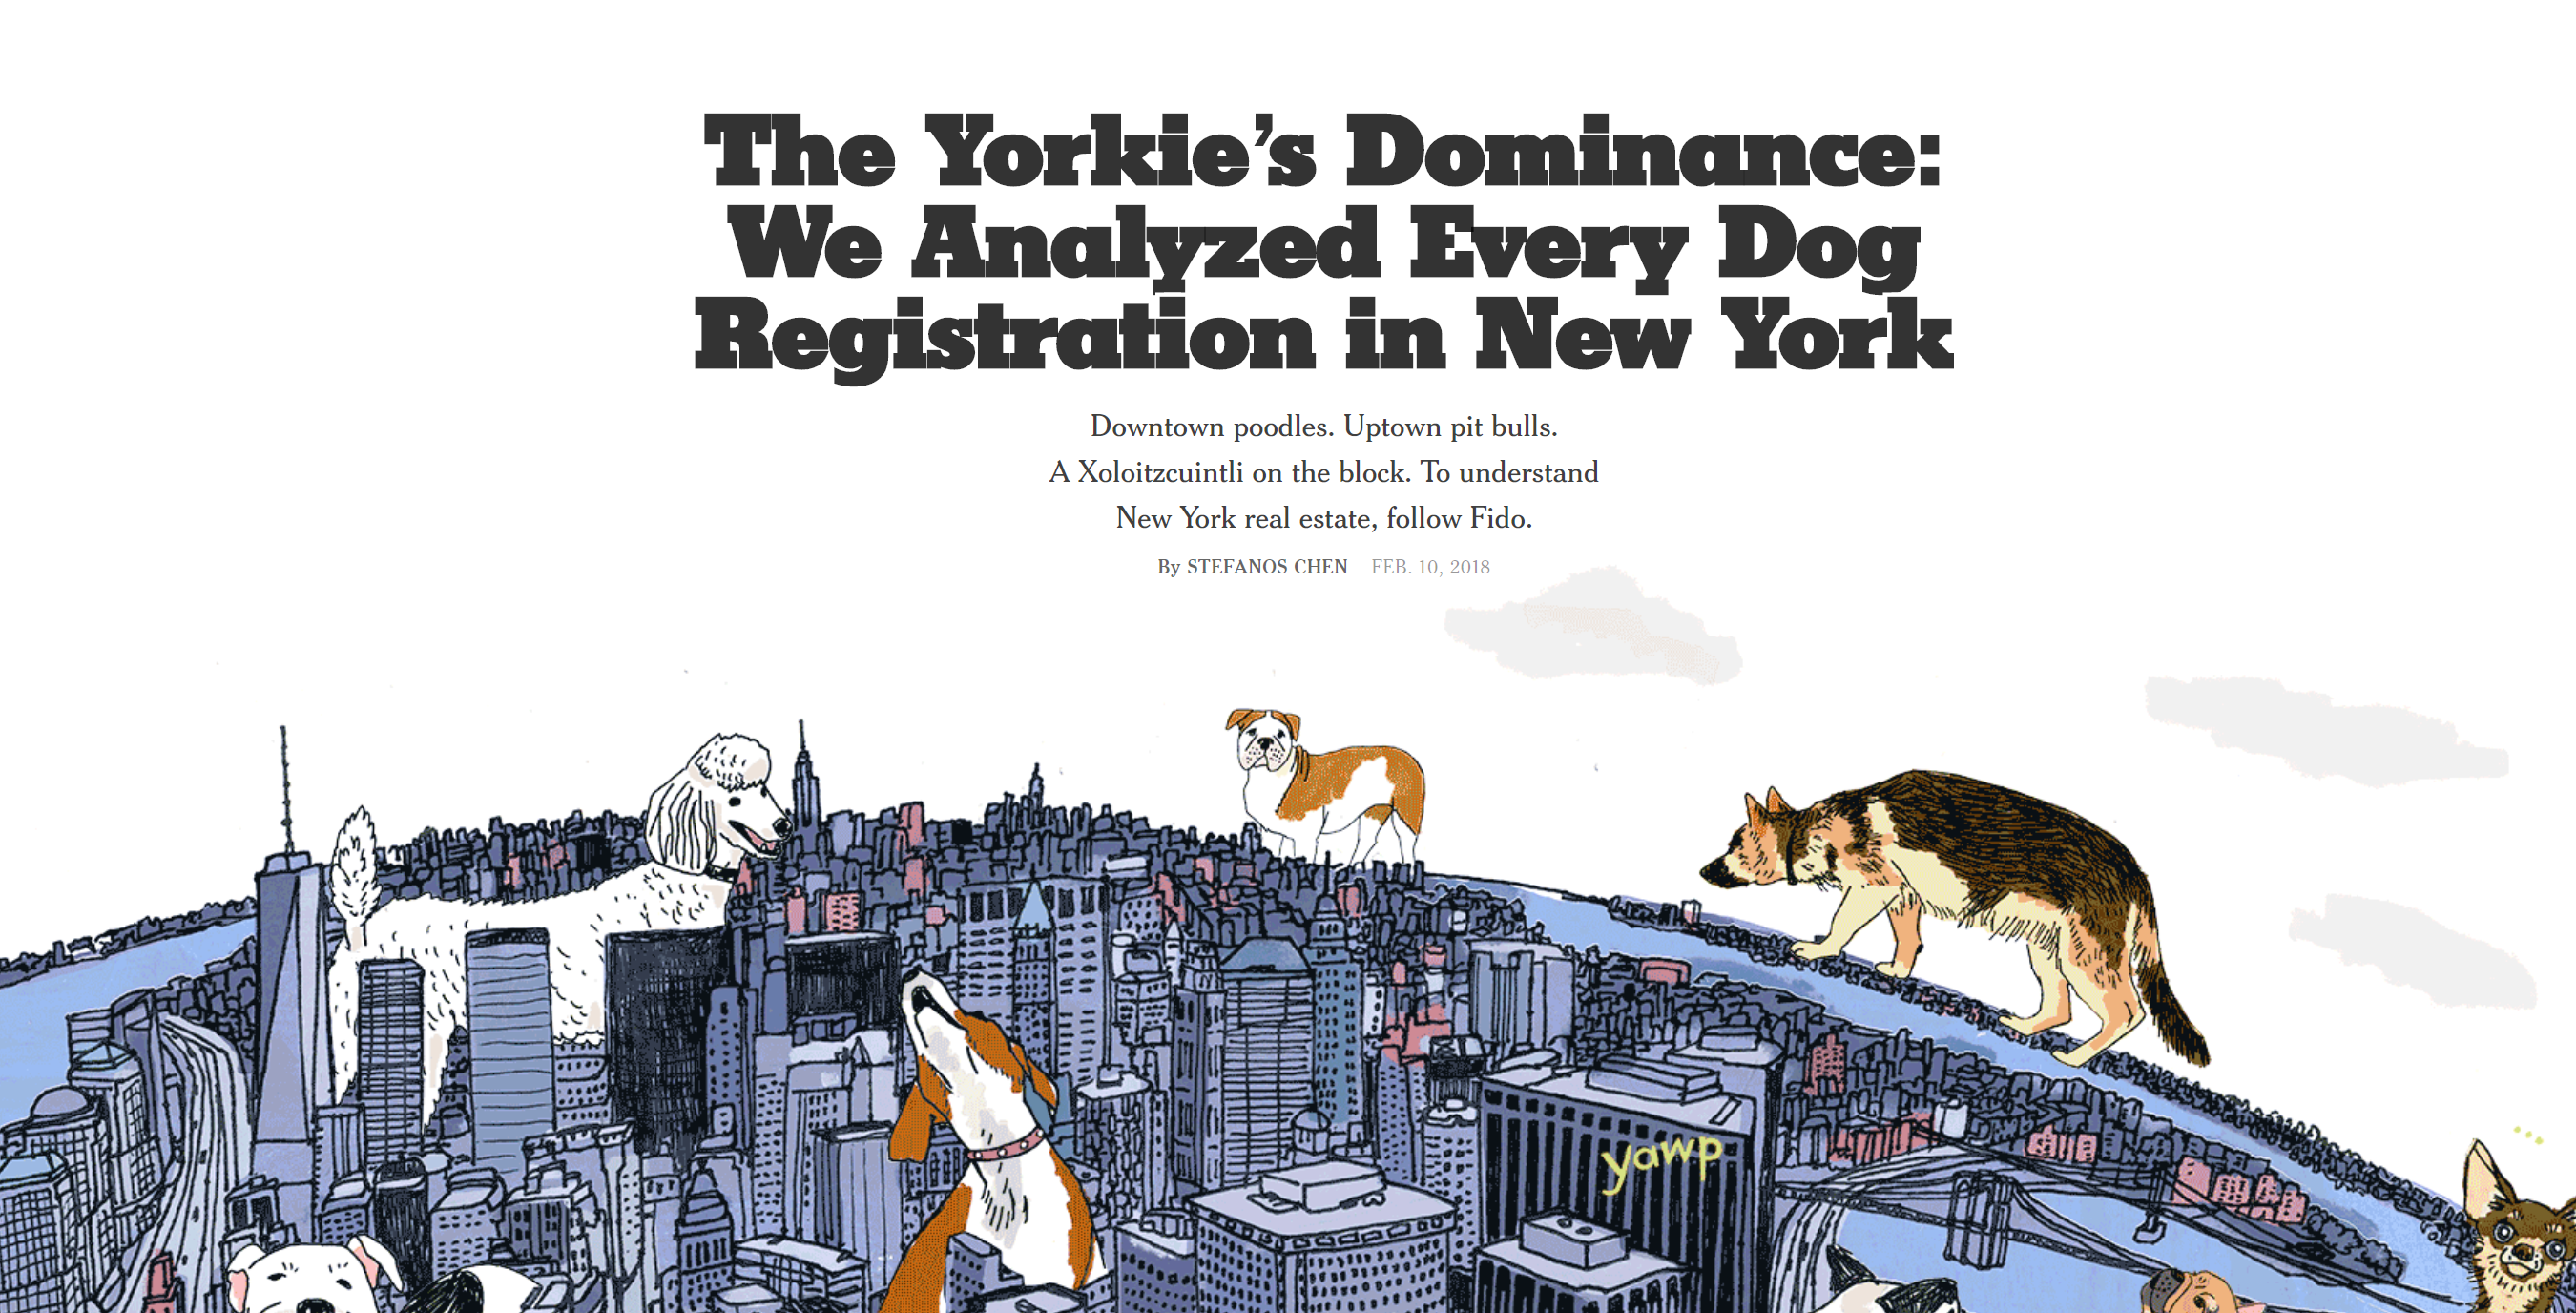 The Yorkie’s Dominance:
We Analyzed Every Dog
Registration in New York
Downtown poodles. Uptown pit bulls.
A Xoloitzcuintli on the block. To understand
New York real estate, follow Fido.
By STEFANOS CHEN FEB. 10, 2018
yawp